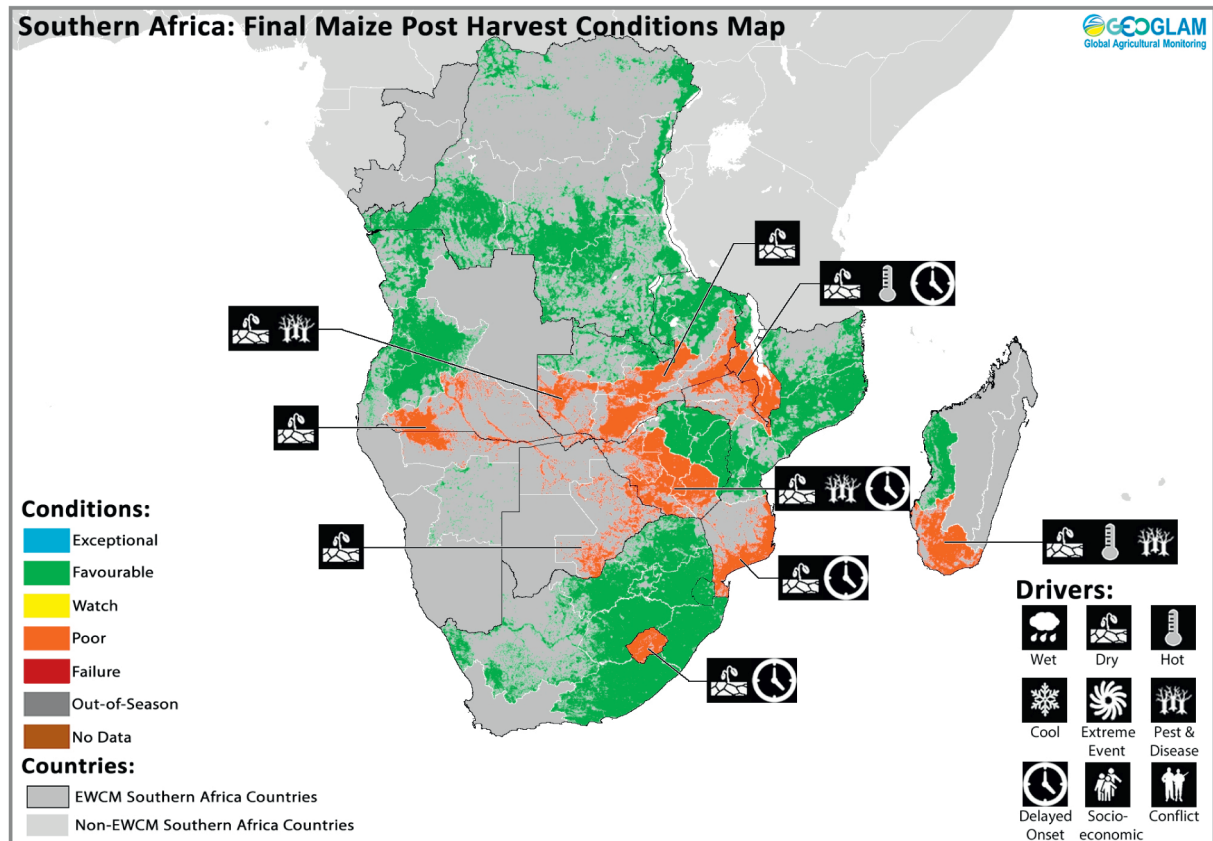 Southern Africa: Final Maize Post Harvest Conditions Map
GEOGLAM
Global Agricultural Monitoring
Conditions:
Exceptional
Favourable
Watch
Poor
Failure
Out-of-Season
No Data
Countries:
EWCM Southern Africa Countries
Non-EWCM Southern Africa Countries
Drivers:
Wet
Dry
Hot
Cool
Extreme
Event
Pest &
Disease
Delayed
Onset
Socio-
economic
Conflict